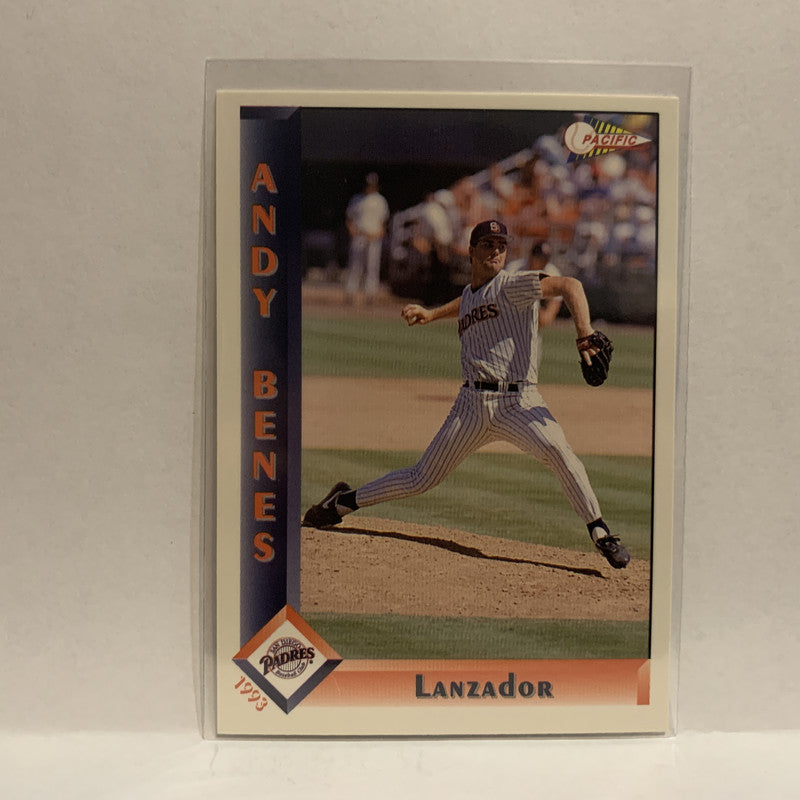 PACIFIC
ANDY BENES
PADRES
SAN DIEGO
PADRES
Baseball Club
1993
LANZADOR